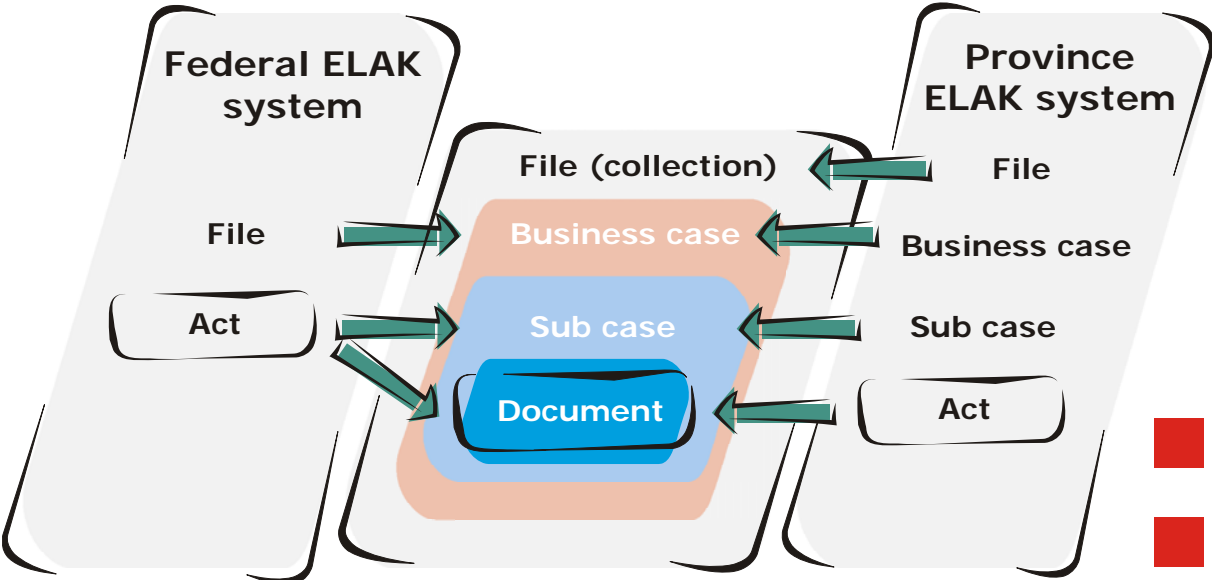 Federal ELAK
system
File
Act
File (collection)
Business case
Sub case
Document
Province
ELAK system
File
Business case
Sub case
Act